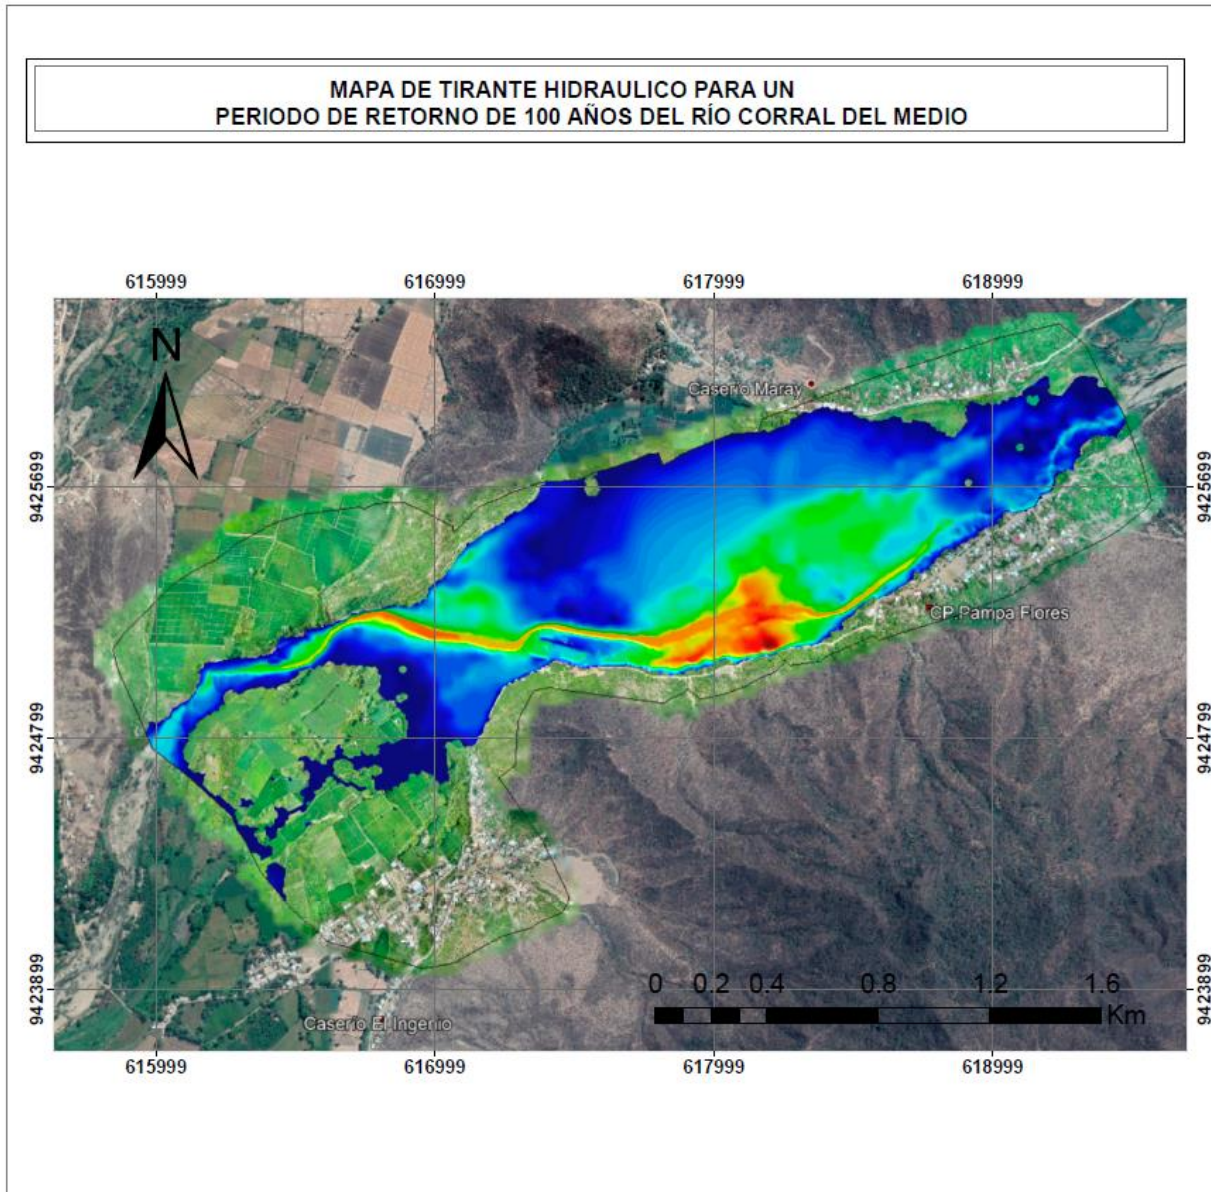 MAPA DE TIRANTE HIDRAULICO PARA UN
PERIODO DE RETORNO DE 100 AÑOS DEL RÍO CORRAL DEL MEDIO
615999 616999 617999 618999
N
Caserío Maray
9425699 9425699
CP.Pampa Flores
9424799 9424799
9423899 9423899
0 0.2 0.4 0.8 1.2 1.6
Km
Caserío El Ingenio
615999 616999 617999 618999